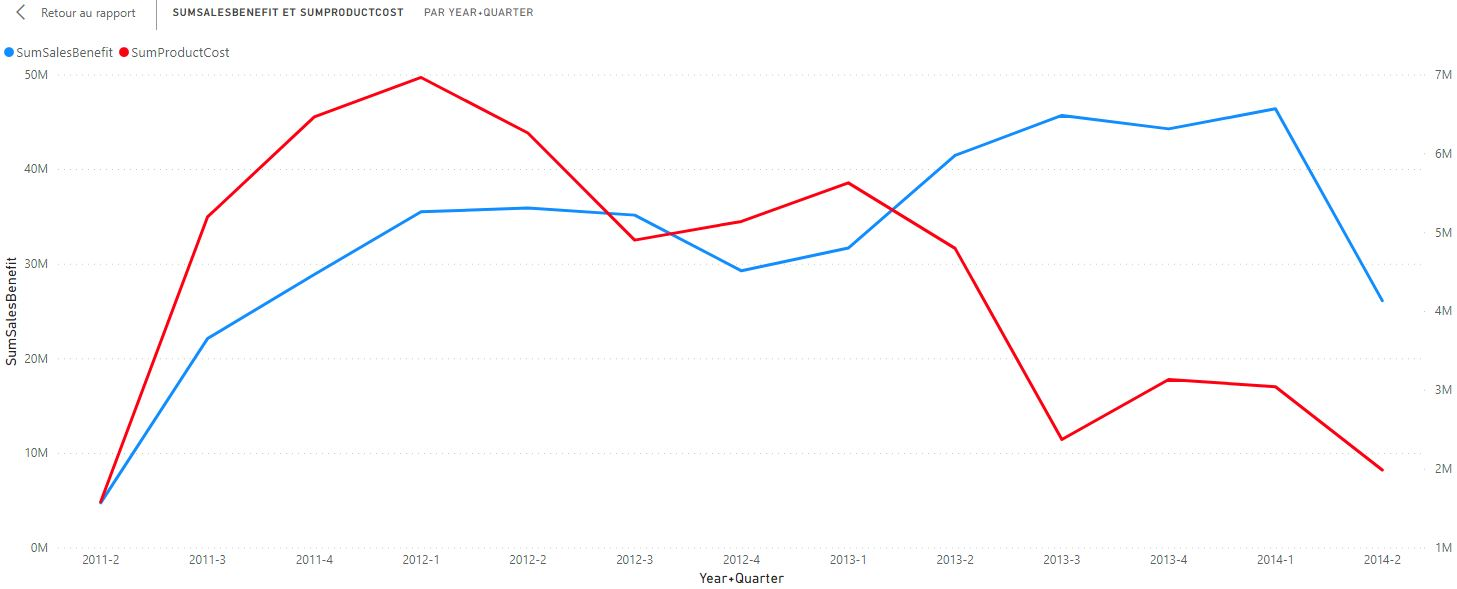 Retour au rapport SUMSALESBENEFIT ET SUMPRODUCTCOST PAR YEAR+QUARTER
SumSalesBenefit SumProductCost
50M 7M
6M
40M
5M
30M
4M
20M
3M
10M
2M
0M 1M
SumSalesBenefit
2011-2 2011-3 2011-4 2012-1 2012-2 2012-3 2012-4 2013-1 2013-2 2013-3 2013-4 2014-1 2014-2
Year+Quarter